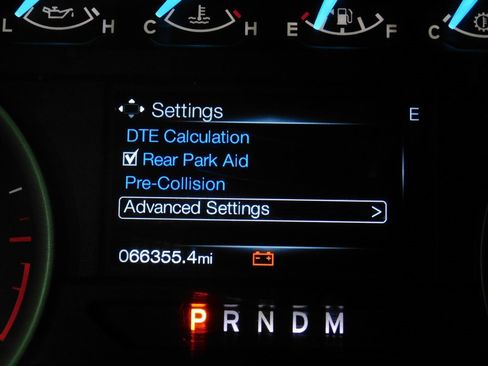 L H C H E F C
Settings
E
DTE Calculation
Rear Park Aid
Pre-Collision
Advanced Settings >
066355.4mi
P R N D M